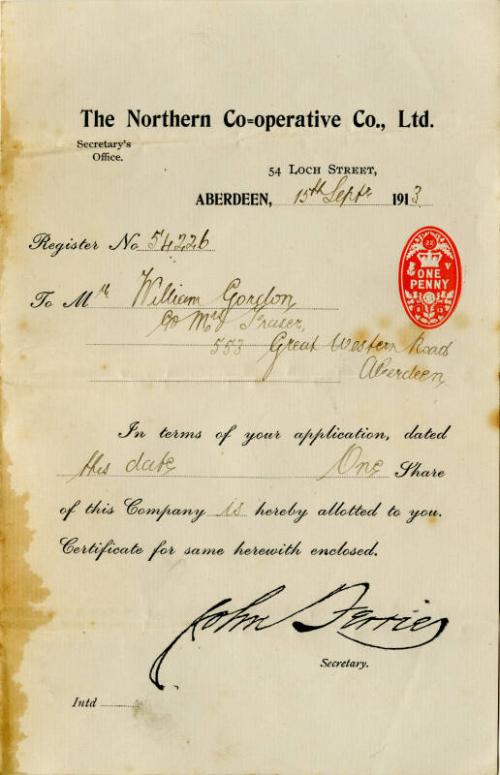 The Northern Co=operative Co., Ltd.
Secretary's
Office.
54 Loch Street,
Aberdeen, 15th Septr 1913.
Register No 54226
To Mr William Gordon
c/o Mrs Fraser,
553 Great Western Road
Aberdeen,
ONE
PENNY
In terms of your application, dated
this date One Share
of this Company is hereby allotted to you.
Certificate for same herewith enclosed.
John Ferries
Secretary.
Intd